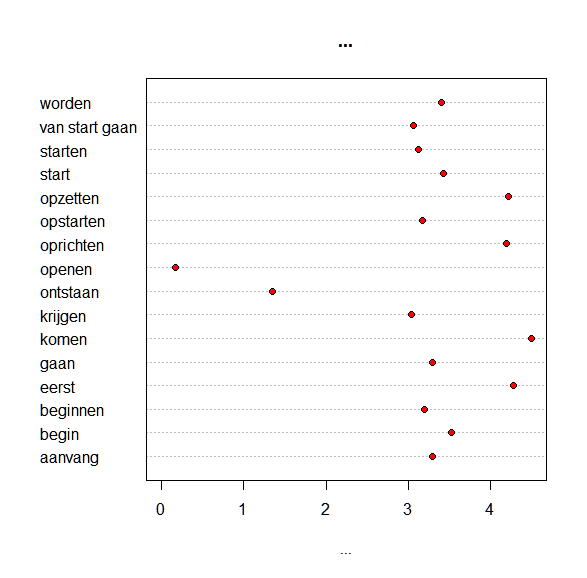 ...
worden
van start gaan
starten
start
opzetten
opstarten
oprichten
openen
ontstaan
krijgen
komen
gaan
eerst
beginnen
begin
aanvang
0 1 2 3 4
...